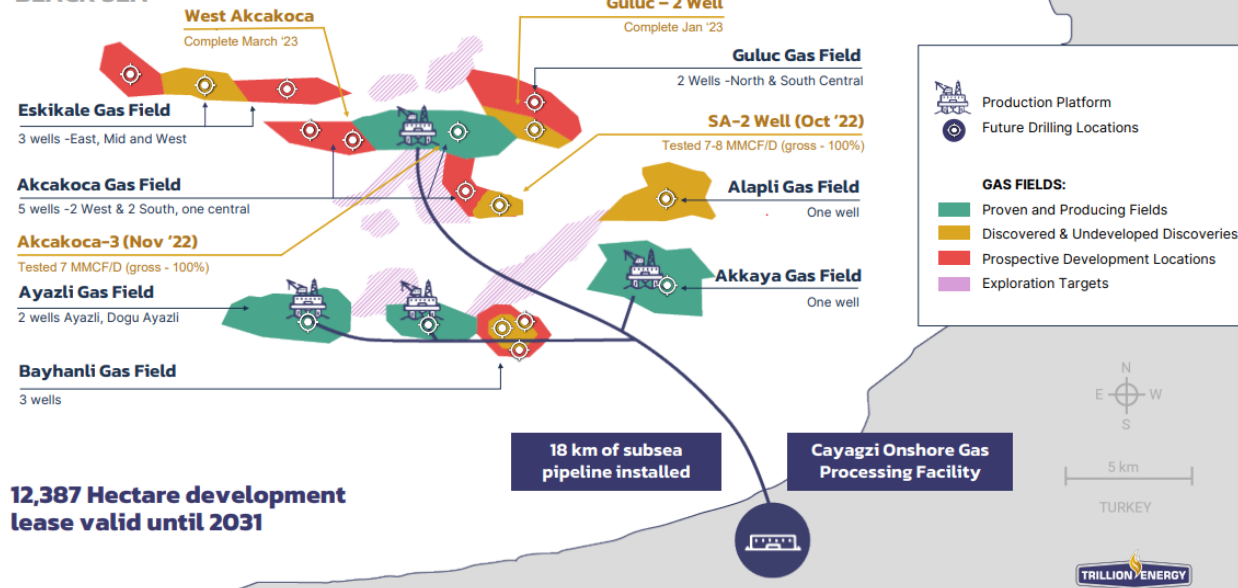 BLACK SEA
West Akcakoca
Complete March '23
Guluc – 2 Well
Complete Jan '23
Guluc Gas Field
2 Wells -North & South Central
Eskikale Gas Field
3 wells -East, Mid and West
SA-2 Well (Oct '22)
Tested 7-8 MMCF/D (gross - 100%)
Akcakoca Gas Field
5 wells -2 West & 2 South, one central
Alapli Gas Field
One well
Akcakoca-3 (Nov '22)
Tested 7 MMCF/D (gross - 100%)
Akkaya Gas Field
One well
Ayazli Gas Field
2 wells Ayazli, Dogu Ayazli
Bayhanli Gas Field
3 wells
18 km of subsea
pipeline installed
Cayagzi Onshore Gas
Processing Facility
12,387 Hectare development
lease valid until 2031
Production Platform
Future Drilling Locations
GAS FIELDS:
Proven and Producing Fields
Discovered & Undeveloped Discoveries
Prospective Development Locations
Exploration Targets
N
E W
S
5 km
TURKEY
TRILLION ENERGY